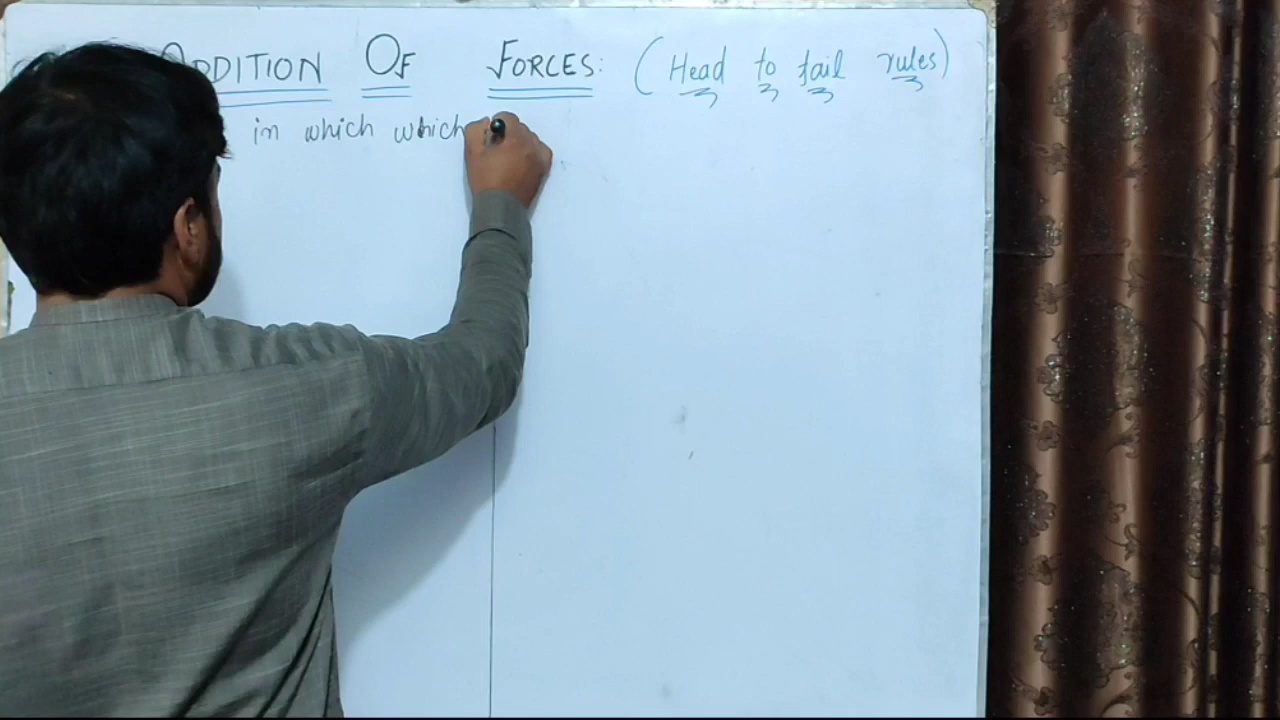 ADDITION OF FORCES: (Head to tail rules)
in which which